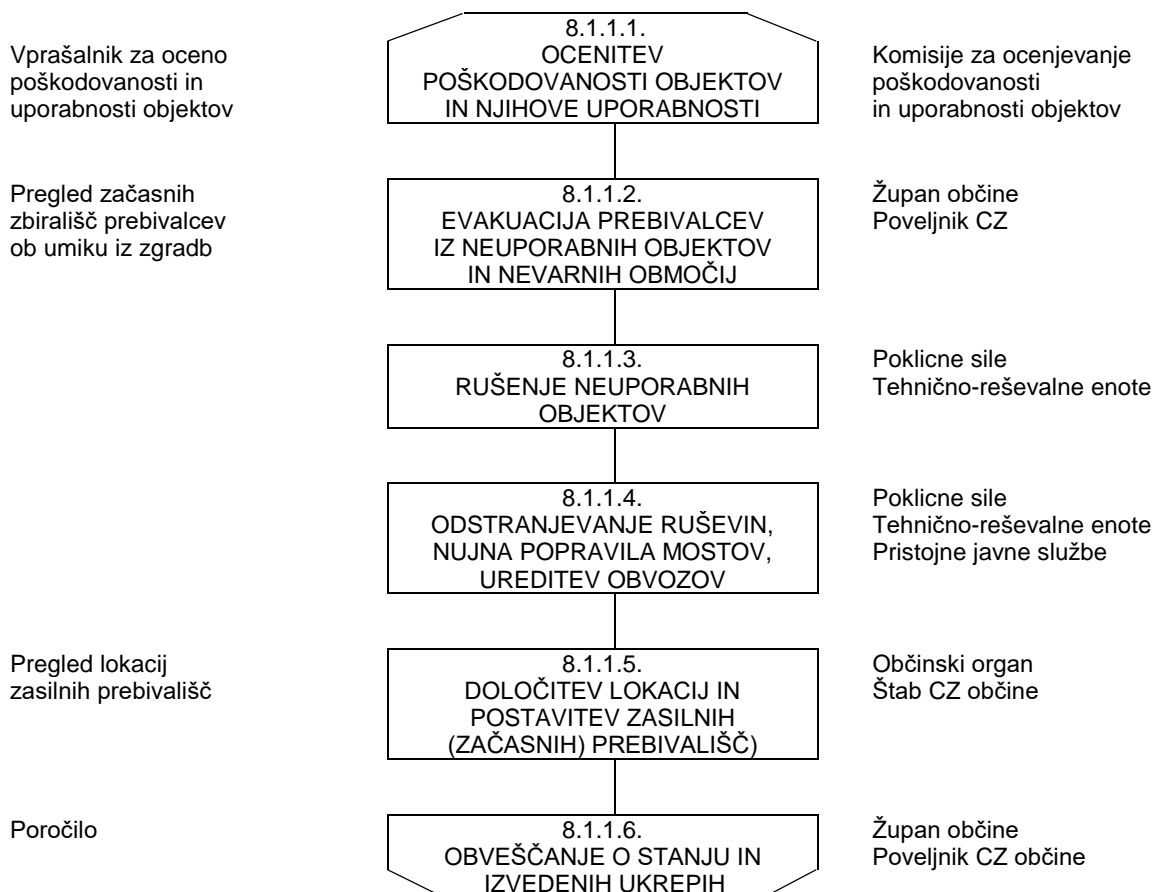 8.1.1.1.
Vprašalnik za oceno
poškodovanosti in
uporabnosti objektov
OCENITEV
POŠKODOVANOSTI OBJEKTOV
IN NJIHOVE UPORABNOSTI
Komisije za ocenjevanje
poškodovanosti
in uporabnosti objektov
Pregled začasnih
zbirališč prebivalcev
ob umiku iz zgradb
8.1.1.2.
EVAKUACIJA PREBIVALCEV
IZ NEUPORABNIH OBJEKTOV
IN NEVARNIH OBMOČIJ
Župan občine
Poveljnik CZ
8.1.1.3.
RUŠENJE NEUPORABNIH
OBJEKTOV
Poklicne sile
Tehnično-reševalne enote
8.1.1.4.
ODSTRANJEVANJE RUŠEVIN,
NUJNA POPRAVILA MOSTOV,
UREDITEV OBVOZOV
Poklicne sile
Tehnično-reševalne enote
Pristojne javne službe
Pregled lokacij
zasilnih prebivališč
8.1.1.5.
DOLOČITEV LOKACIJ IN
POSTAVITEV ZASILNIH
(ZAČASNIH) PREBIVALIŠČ)
Občinski organ
Štab CZ občine
Poročilo
8.1.1.6.
OBVEŠČANJE O STANJU IN
IZVEDENIH UKREPIH
Župan občine
Poveljnik CZ občine